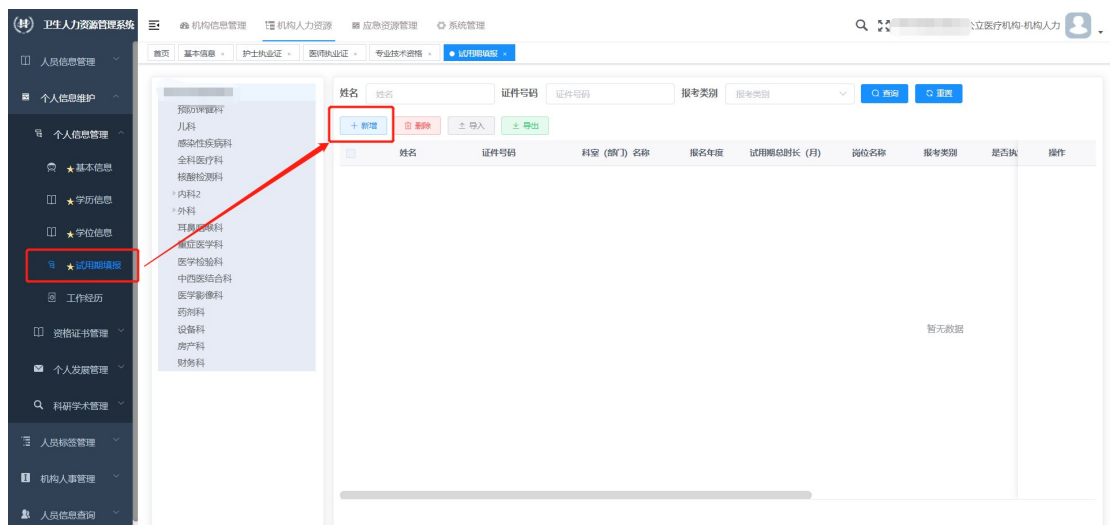 卫生人力资源管理系统
机构信息管理 机构人力资源 应急资源管理 系统管理
公立医疗机构-机构人力
首页 基本信息 × 护士执业证 × 医师执业证 × 专业技术资格 × 试用期填报 ×
人员信息管理
个人信息维护
个人信息管理
★基本信息
★学历信息
★学位信息
★试用期填报
工作经历
资格证书管理
个人发展管理
科研学术管理
人员标签管理
机构人事管理
人员信息查询
预防保健科
儿科
感染性疾病科
全科医疗科
核酸检测科
内科2
外科
耳鼻咽喉科
重症医学科
医学检验科
中西医结合科
医学影像科
药剂科
设备科
房产科
财务科
姓名 姓名 证件号码 证件号码 报考类别 报考类别 查询 重置
新增 删除 导入 导出
姓名 证件号码 科室（部门）名称 报名年度 试用期总时长（月） 岗位名称 报考类别 是否执 操作
暂无数据